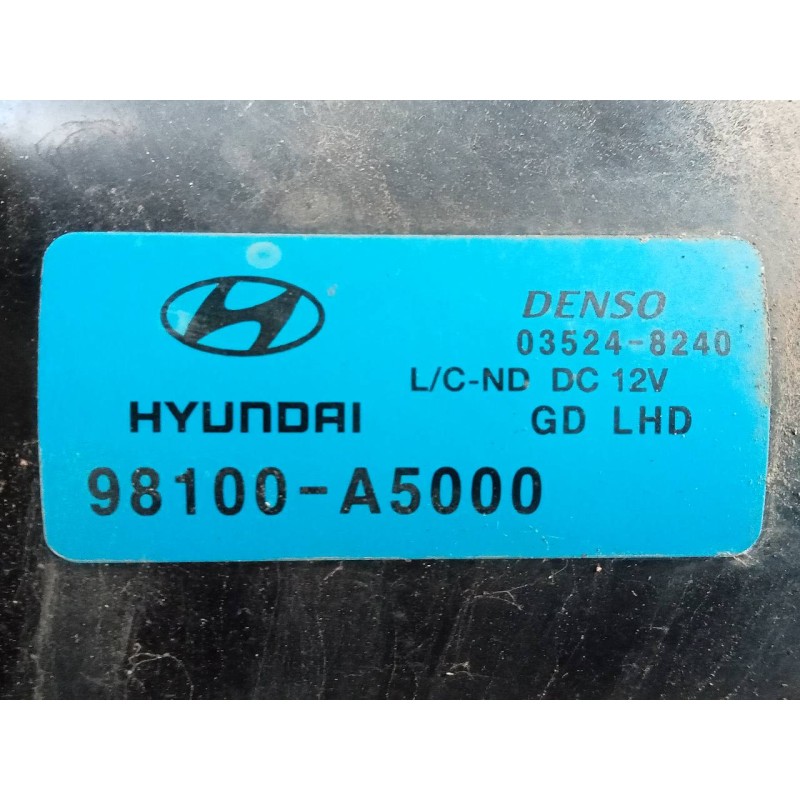 DENSO
03524-8240
L/C-ND DC 12V
HYUNDAI GD LHD
98100-A5000